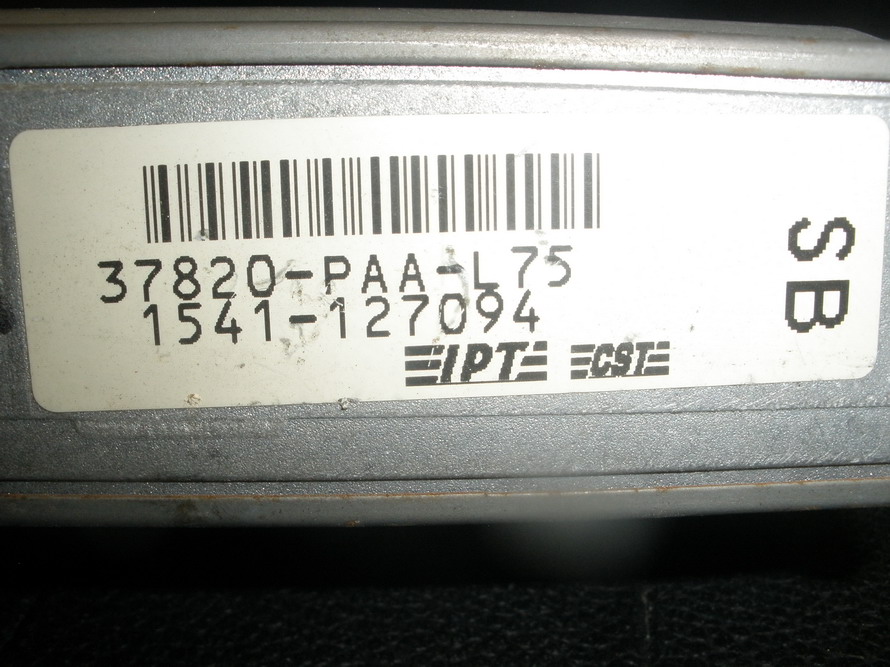 37820-PAA-L75
1541-127094
IPT CST
SB